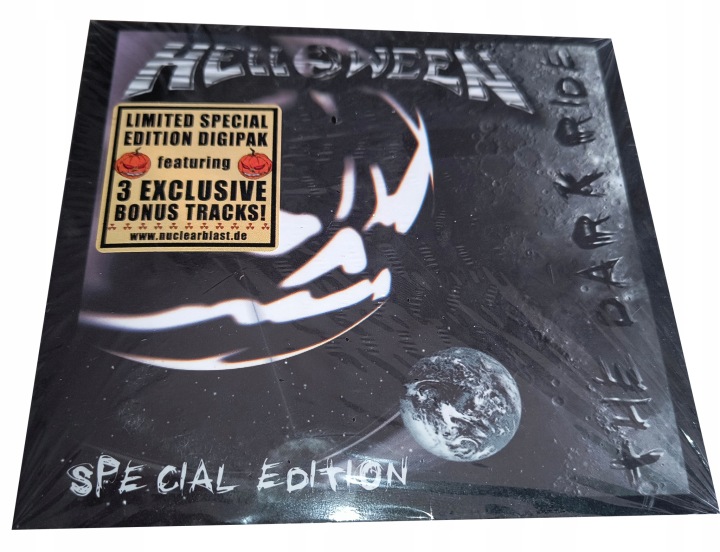 HELLOWEEN
LIMITED SPECIAL
EDITION DIGIPAK
featuring
3 EXCLUSIVE
BONUS TRACKS!
www.nuclearblast.de
THE DARK RIDE
SPECIAL EDITION